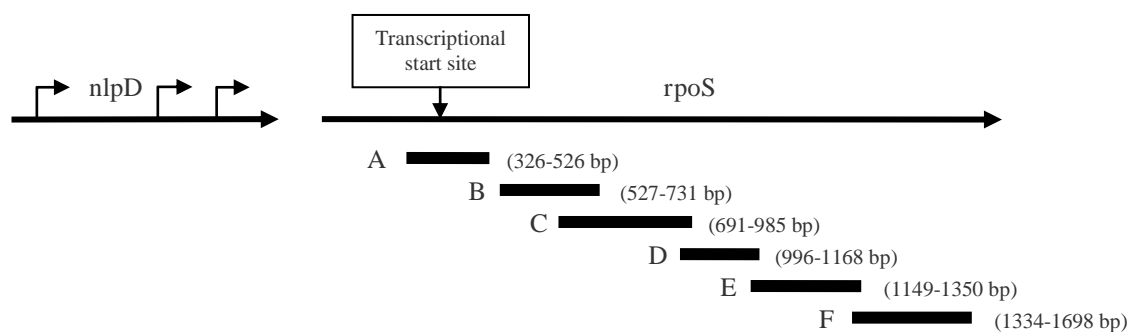 Transcriptional
start site
nlpD
rpoS
A (326-526 bp)
B (527-731 bp)
C (691-985 bp)
D (996-1168 bp)
E (1149-1350 bp)
F (1334-1698 bp)